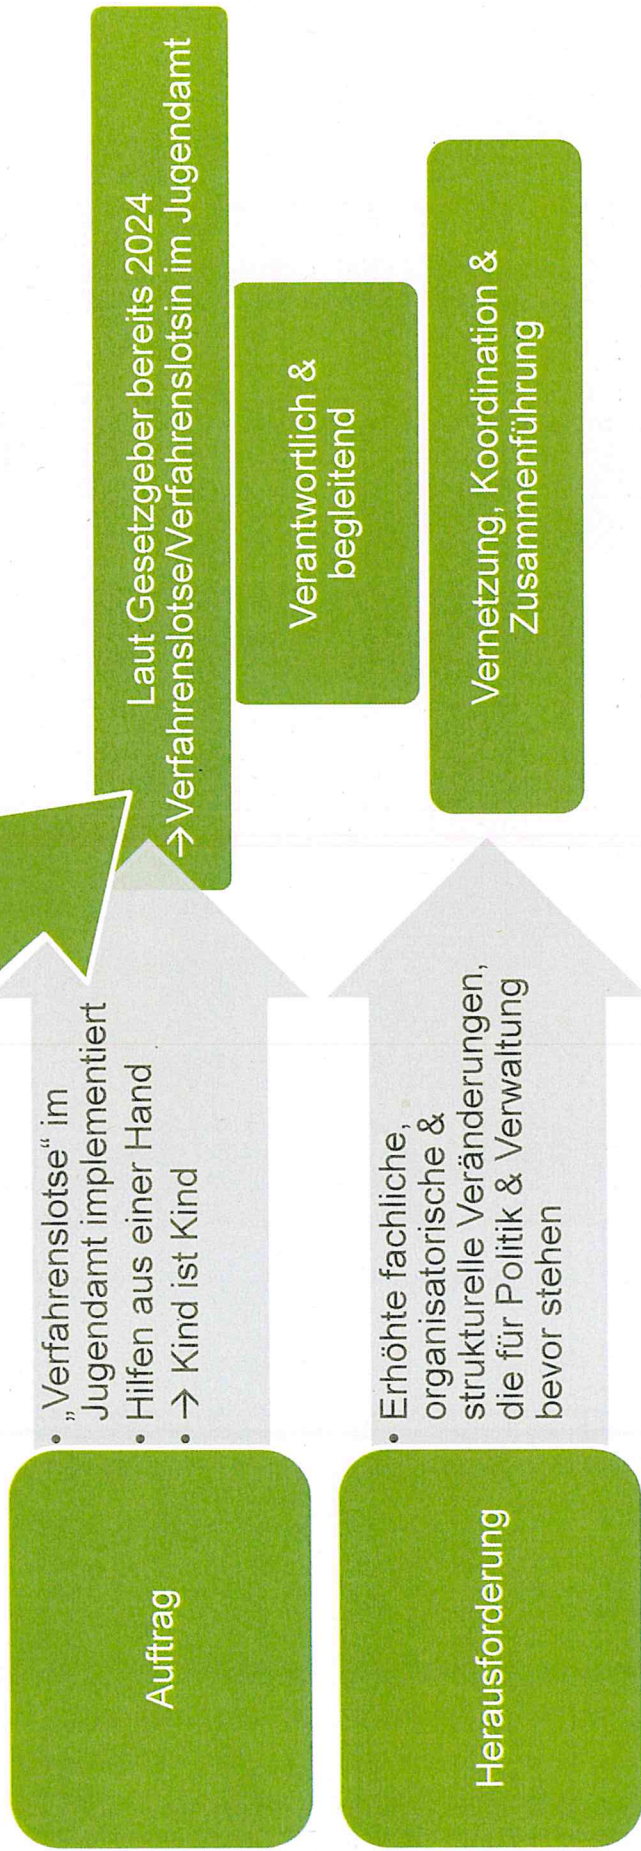 Auftrag
• „Verfahrenslotse“ im
Jugendamt implementiert
• Hilfen aus einer Hand
• → Kind ist Kind
Laut Gesetzgeber bereits 2024
→Verfahrenslotse/Verfahrenslotsin im Jugendamt
Verantwortlich &
begleitend
Herausforderung
• Erhöhte fachliche,
organisatorische &
strukturelle Veränderungen,
die für Politik & Verwaltung
bevor stehen
Vernetzung, Koordination &
Zusammenführung